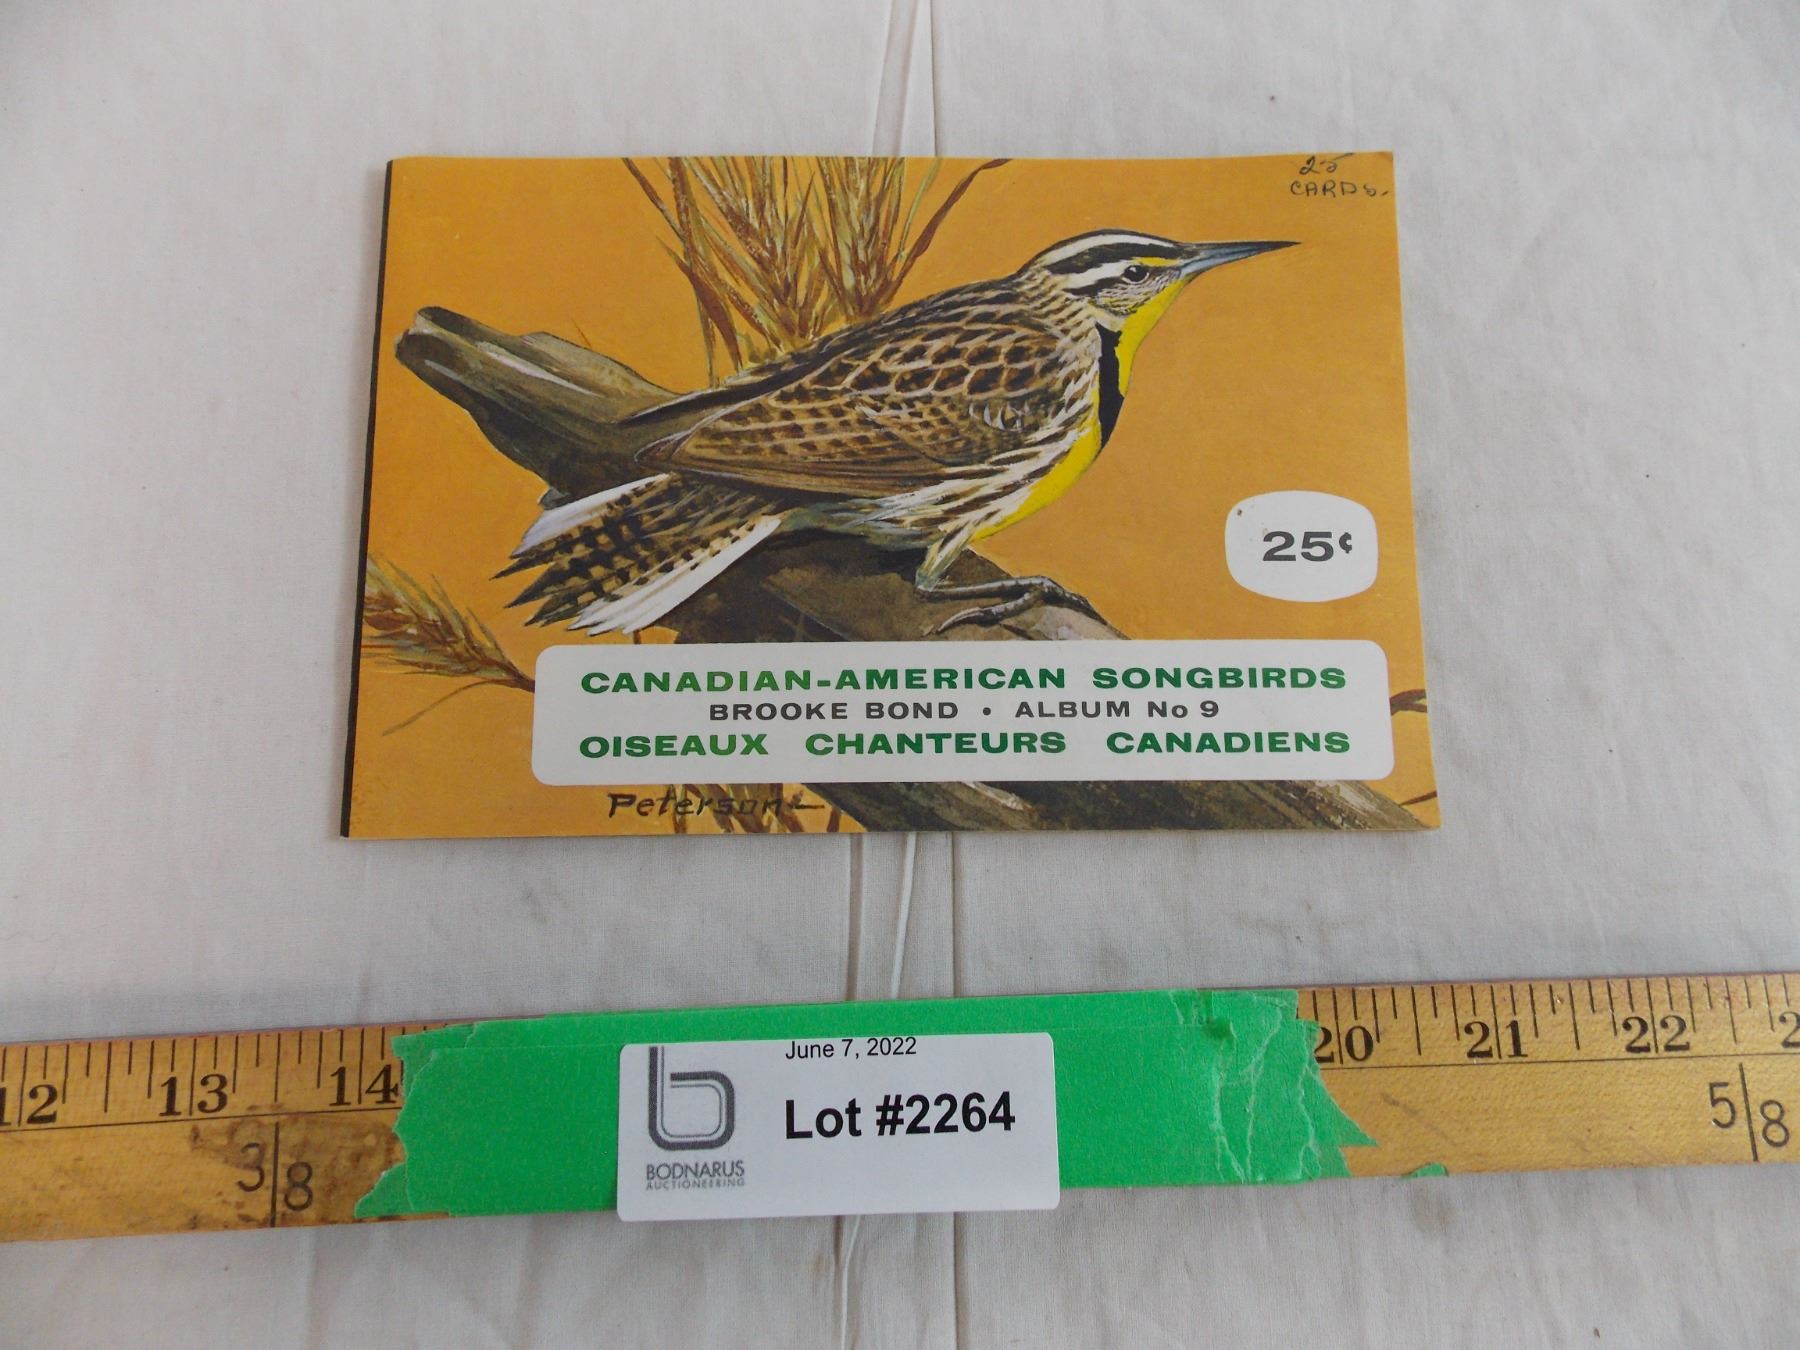 25
CARDS.
25¢
CANADIAN-AMERICAN SONGBIRDS
BROOKE BOND • ALBUM No 9
OISEAUX CHANTEURS CANADIENS
Peterson
12 13 14 20 21 22 2
3|8
5|8
June 7, 2022
Lot #2264
b
BODNARUS
AUCTIONEERING